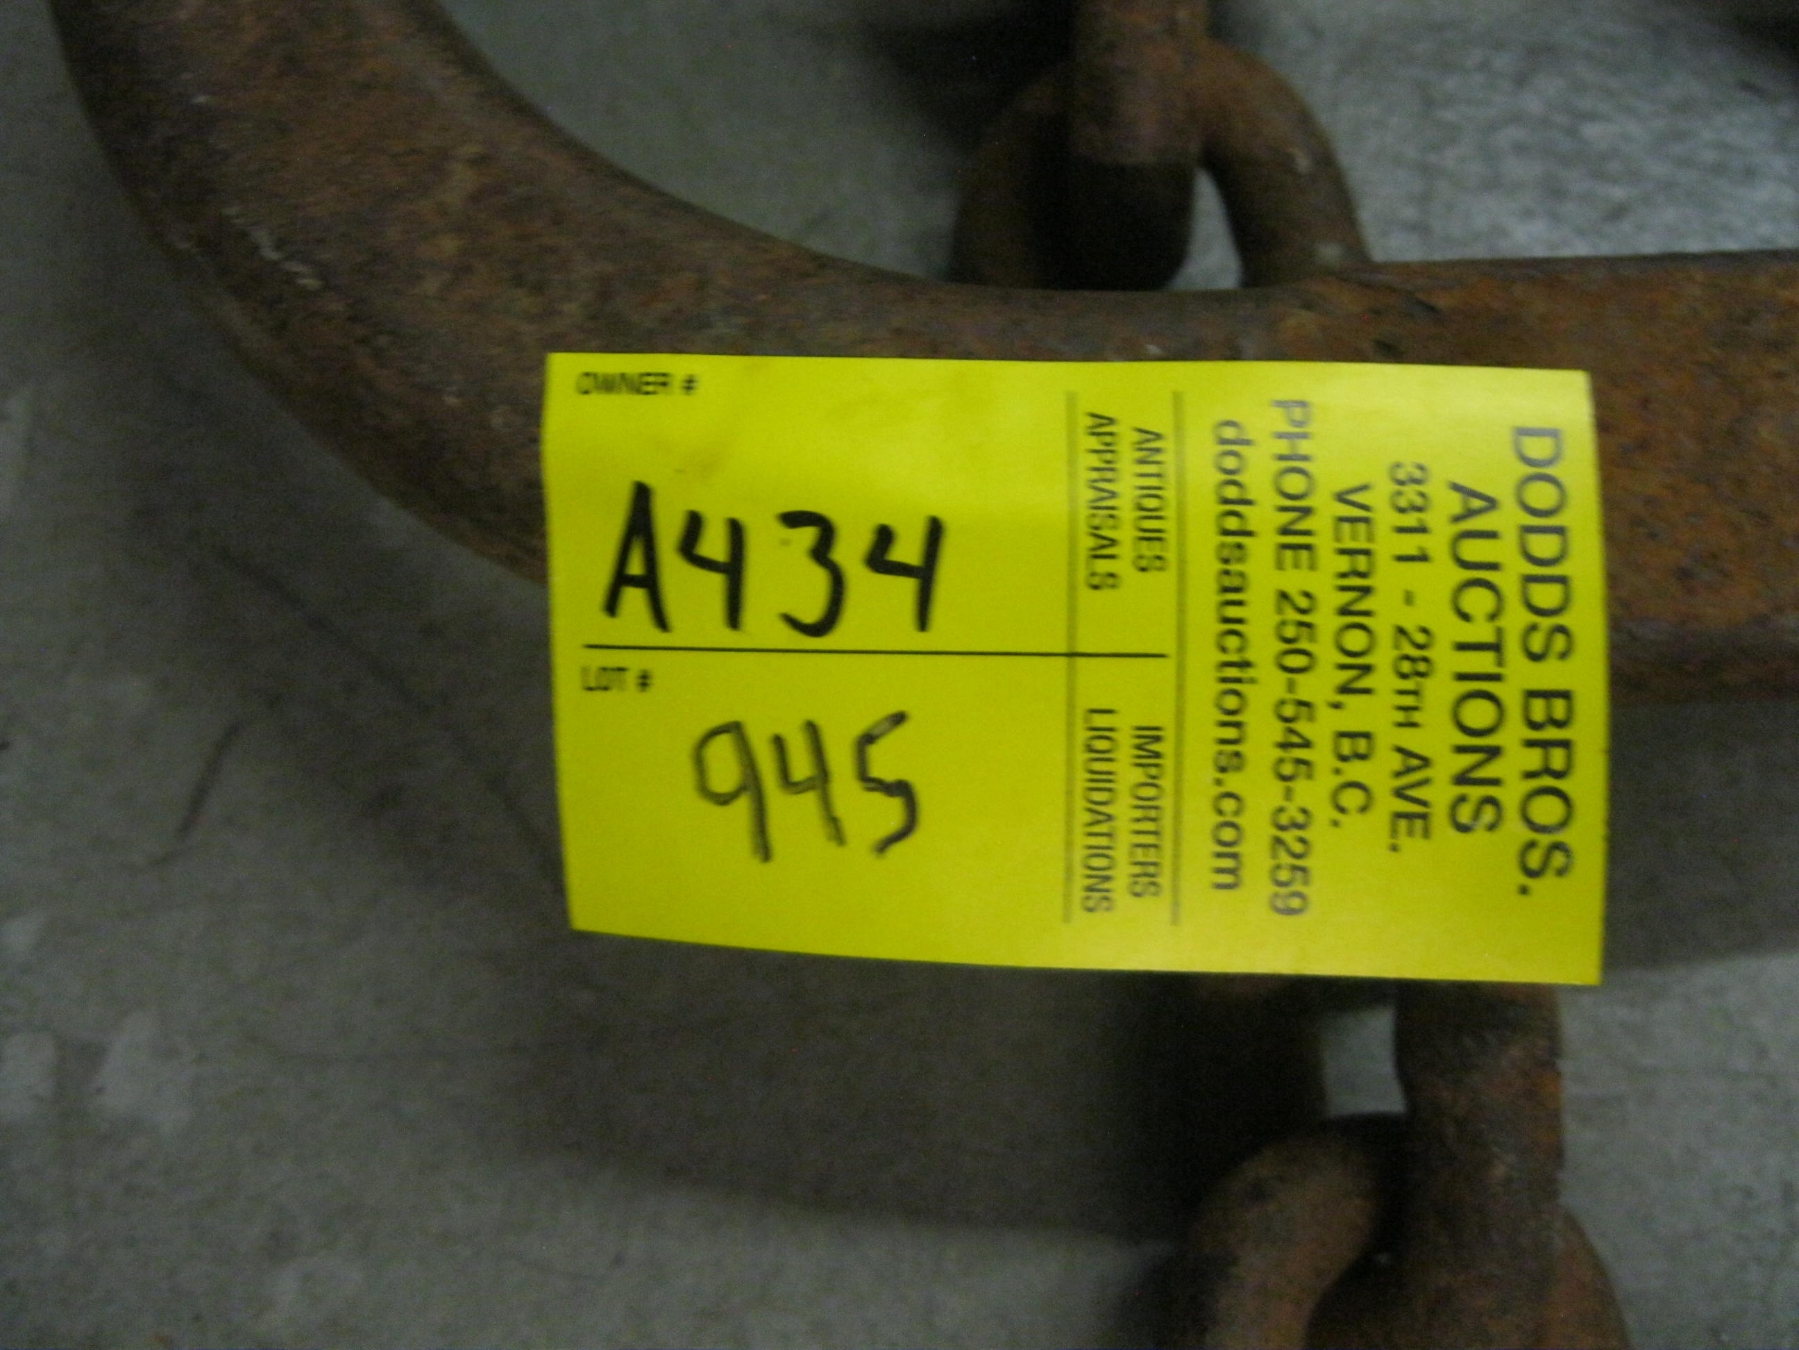 OWNER #
A434
LOT #
945
DODDS BROS.
AUCTIONS
3311 - 28TH AVE.
VERNON, B.C.
PHONE 250-545-3259
doddsauctions.com
ANTIQUES IMPORTERS
APPRAISALS LIQUIDATIONS